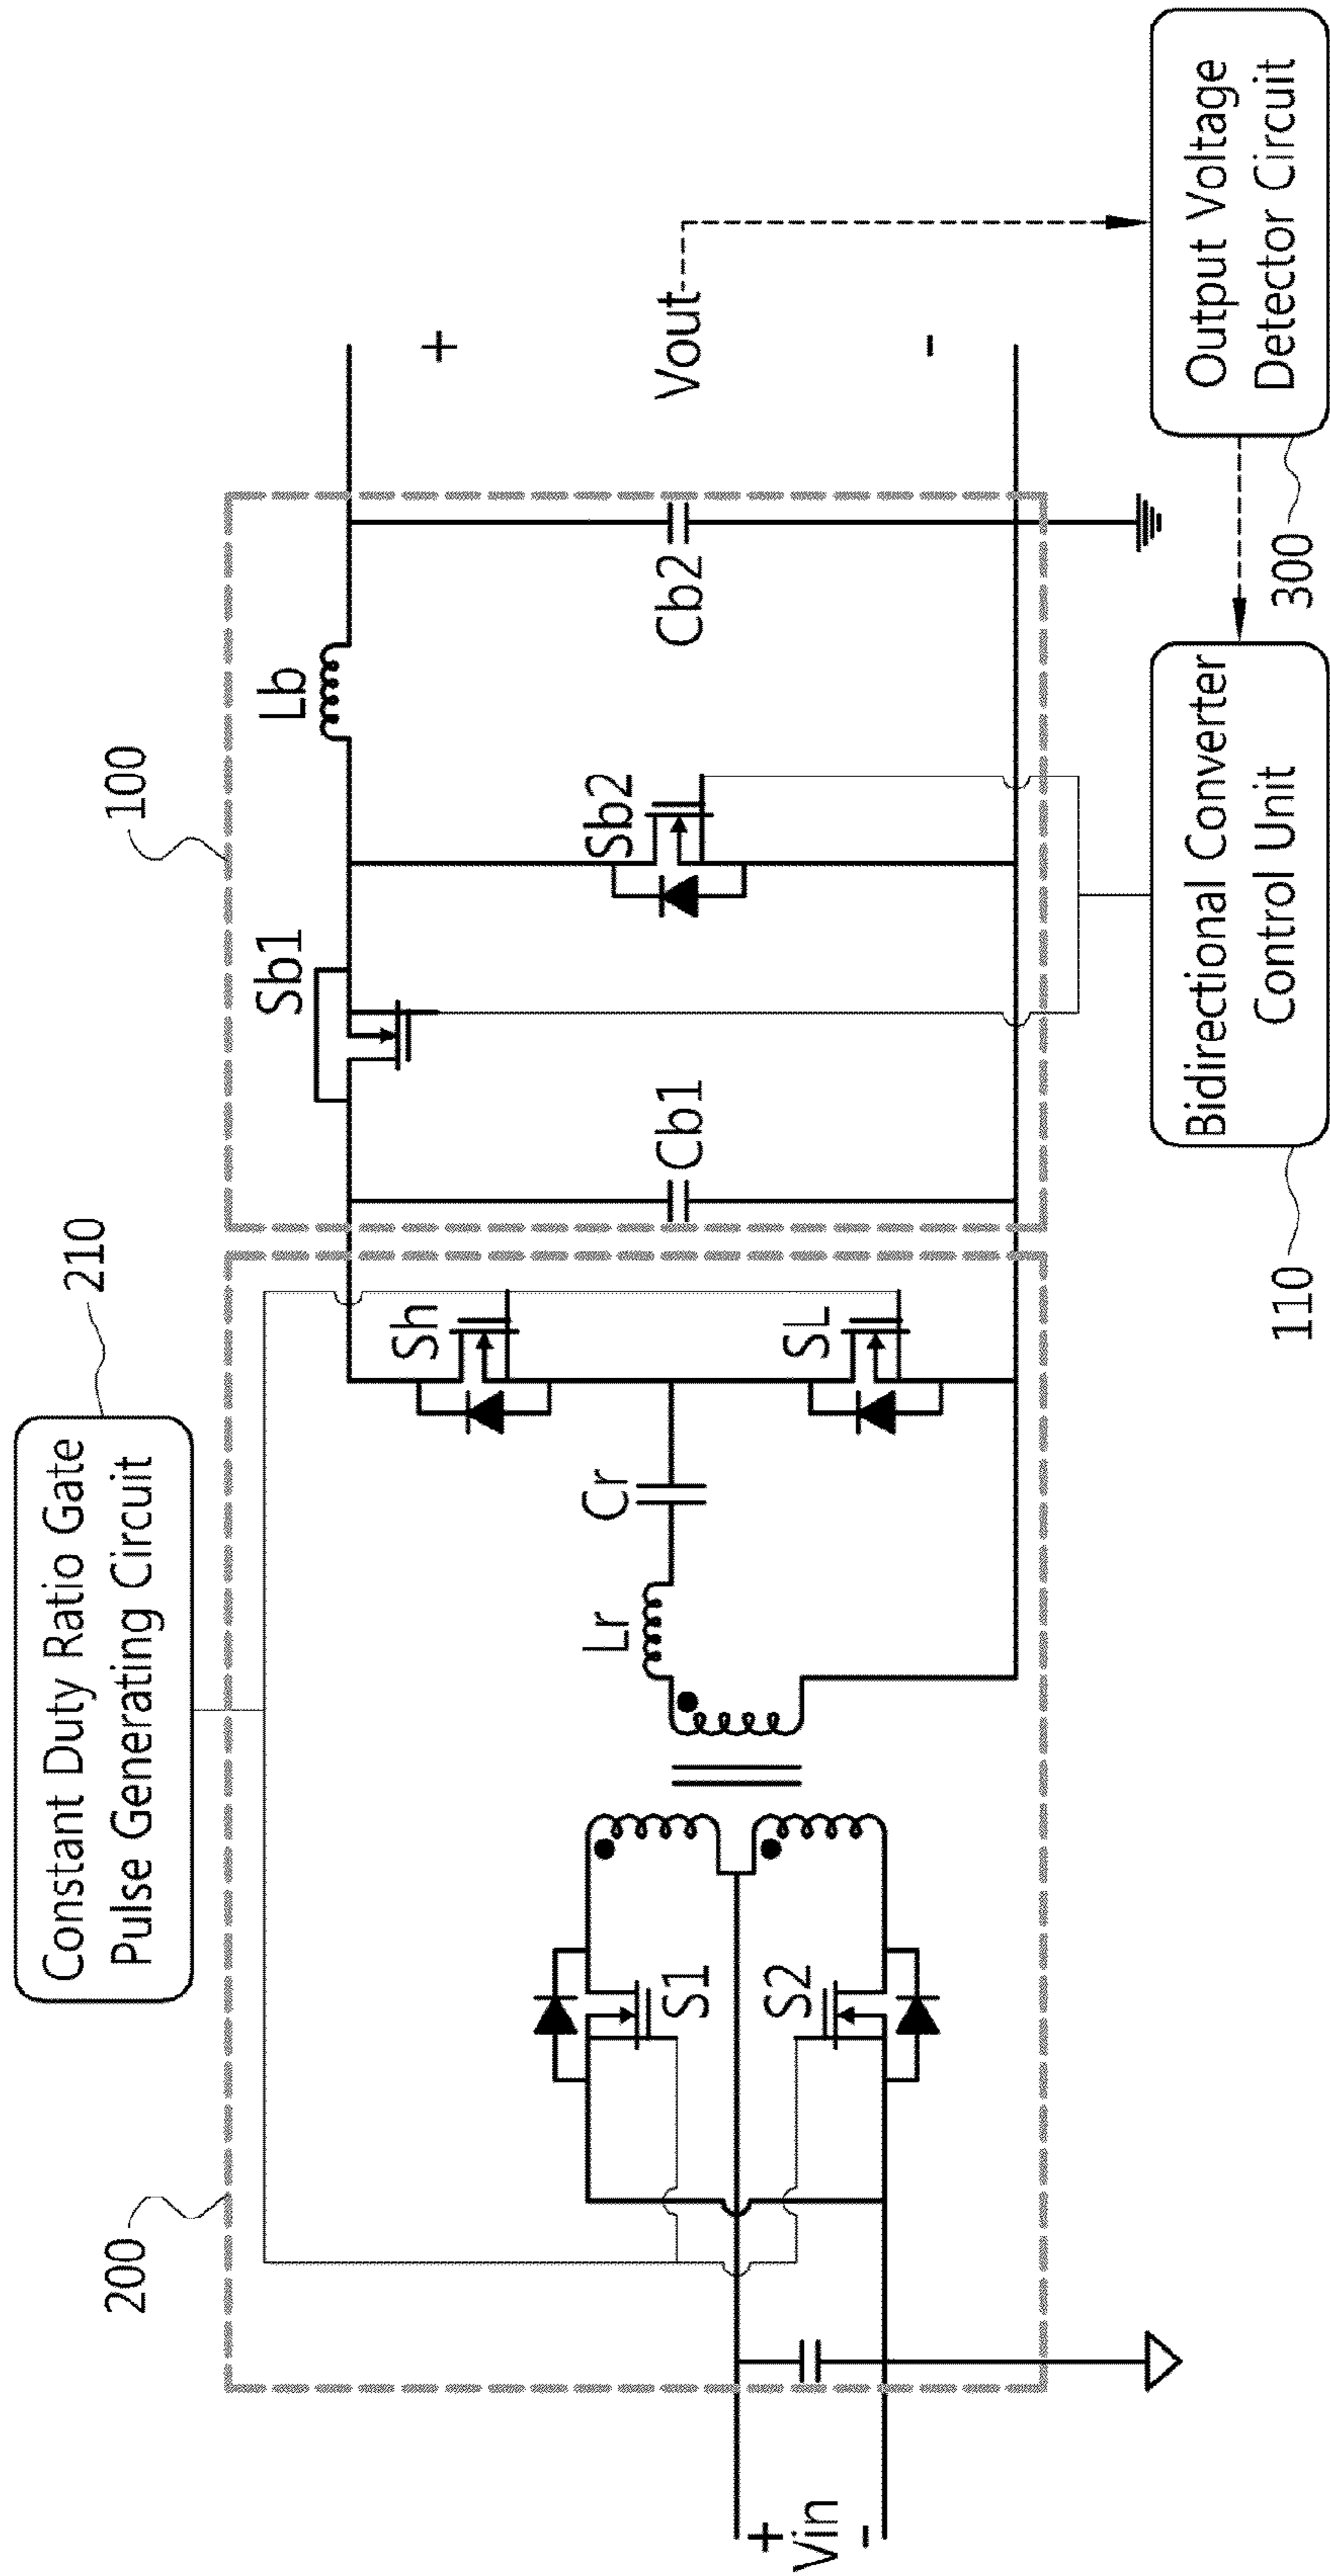 Constant Duty Ratio Gate
Pulse Generating Circuit
210
200
100
Sb1
Lb
+
Sh
Lr
Cr
S1
S2
SL
Cb1
Sb2
Cb2
Vout
-
+
Vin
-
110
Bidirectional Converter
Control Unit
300
Output Voltage
Detector Circuit